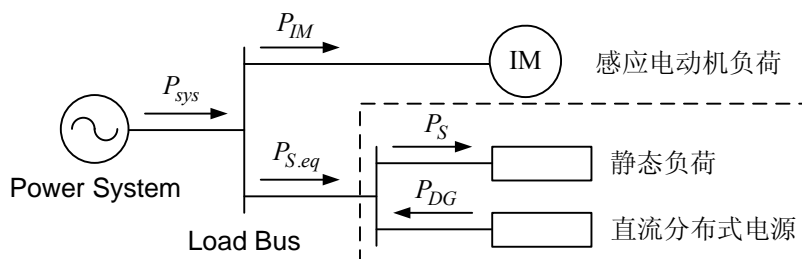 P_IM
IM
感应电动机负荷
P_sys
P_S
P_S.eq
静态负荷
Power System
P_DG
直流分布式电源
Load Bus